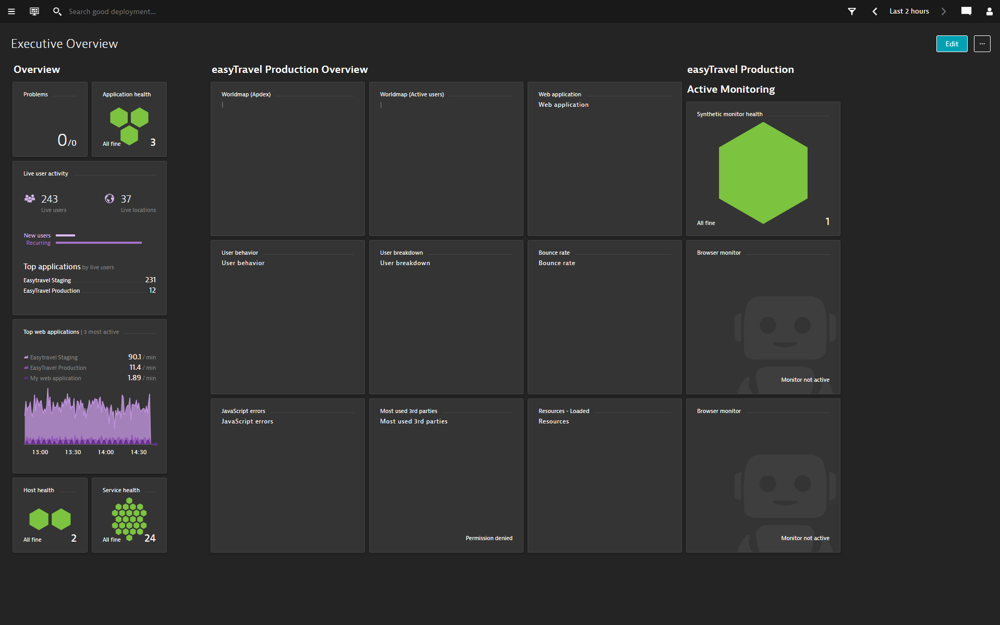 Search good deployment...
Last 2 hours
Executive Overview
Edit
...
Overview
Problems
0/0
Application health
All fine
3
Live user activity
243
Live users
37
Live locations
New users
Recurring
Top applications by live users
Easytravel Staging 231
EasyTravel Production 12
Top web applications | 3 most active
Easytravel Staging 90.1 / min
EasyTravel Production 11.4 / min
My web application 1.89 / min
13:00 13:30 14:00 14:30
Host health
All fine
2
Service health
All fine
24
easyTravel Production Overview
Worldmap (Apdex)
|
Worldmap (Active users)
|
Web application
Web application
User behavior
User behavior
User breakdown
User breakdown
Bounce rate
Bounce rate
JavaScript errors
JavaScript errors
Most used 3rd parties
Most used 3rd parties
Permission denied
Resources - Loaded
Resources
easyTravel Production
Active Monitoring
Synthetic monitor health
All fine
1
Browser monitor
Monitor not active
Browser monitor
Monitor not active